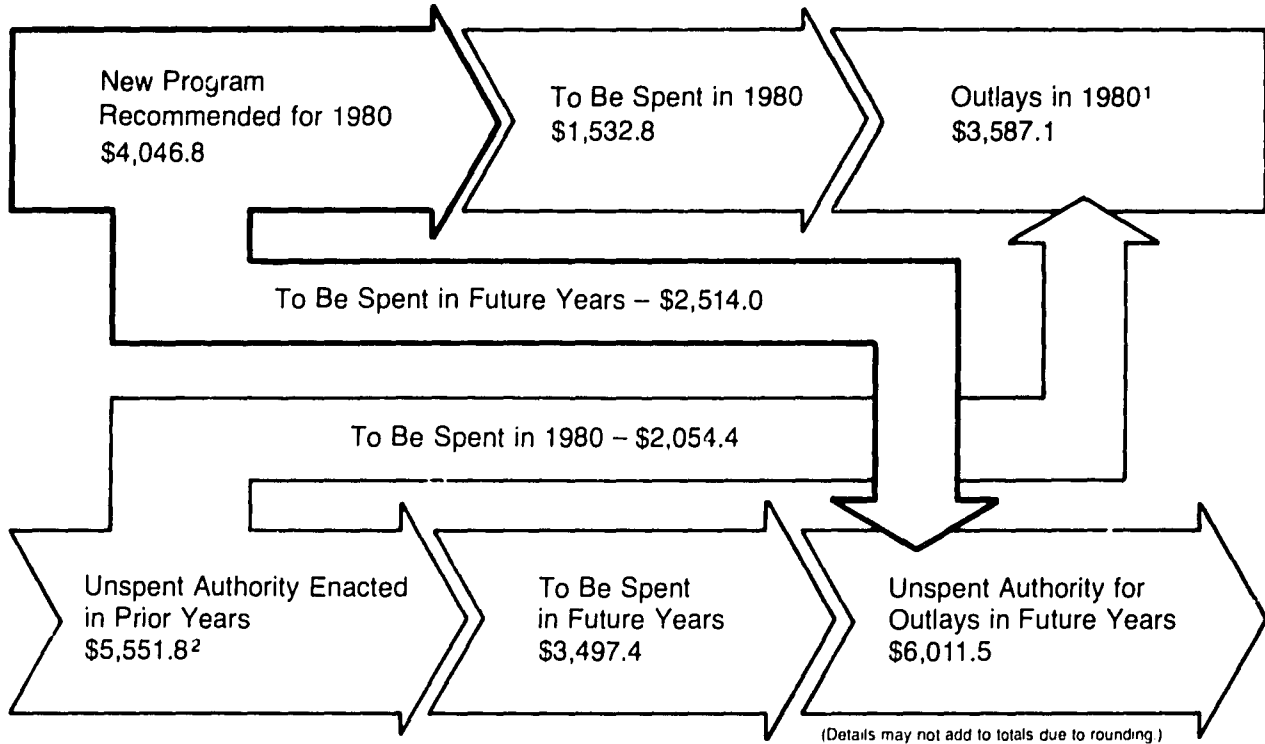 New Program
Recommended for 1980
$4,046.8
To Be Spent in 1980
$1,532.8
Outlays in 1980¹
$3,587.1
To Be Spent in Future Years – $2,514.0
To Be Spent in 1980 – $2,054.4
Unspent Authority Enacted
in Prior Years
$5,551.8²
To Be Spent
in Future Years
$3,497.4
Unspent Authority for
Outlays in Future Years
$6,011.5
(Details may not add to totals due to rounding.)